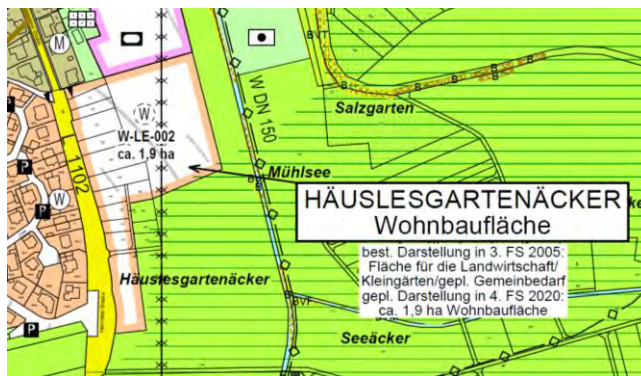 M
BVT
B
B
B
B
B
Salzgarten
W DN 150
W
W-LE-002
ca. 1,9 ha
1102
P
W
P
Mühlsee
HÄUSLESGARTENÄCKER
Wohnbaufläche
best. Darstellung in 3. FS 2005:
Fläche für die Landwirtschaft/
Kleingärten/gepl. Gemeinbedarf
gepl. Darstellung in 4. FS 2020:
ca. 1,9 ha Wohnbaufläche
Häuslesgartenäcker
BVF
P
Seeäcker